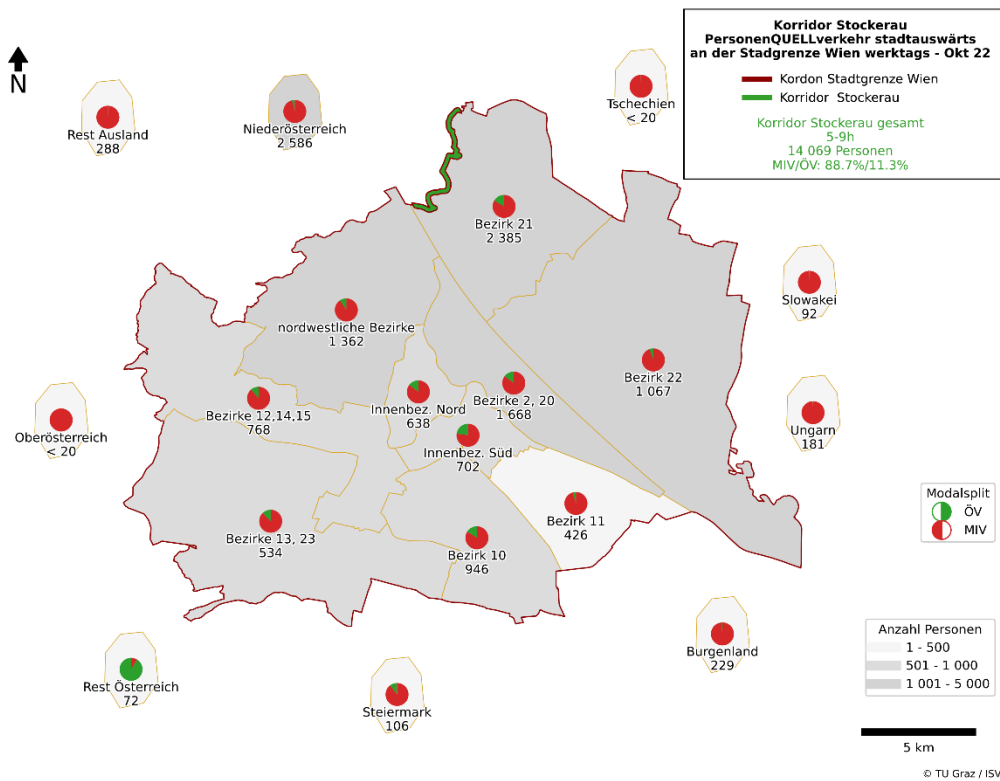 Korridor Stockerau
PersonenQUELLverkehr stadtauswärts
an der Stadgrenze Wien werktags - Okt 22
Kordon Stadtgrenze Wien
Korridor Stockerau
Korridor Stockerau gesamt
5-9h
14 069 Personen
MIV/ÖV: 88.7%/11.3%
N
Rest Ausland
288
Niederösterreich
2 586
Tschechien
< 20
Bezirk 21
2 385
Slowakei
92
nordwestliche Bezirke
1 362
Bezirk 22
1 067
Bezirke 12,14,15
768
Innenbez. Nord
638
Bezirke 2, 20
1 668
Oberösterreich
< 20
Ungarn
181
Innenbez. Süd
702
Bezirk 11
426
Bezirke 13, 23
534
Bezirk 10
946
Modalsplit
ÖV
MIV
Burgenland
229
Anzahl Personen
1 - 500
501 - 1 000
1 001 - 5 000
Rest Österreich
72
Steiermark
106
5 km
© TU Graz / ISV